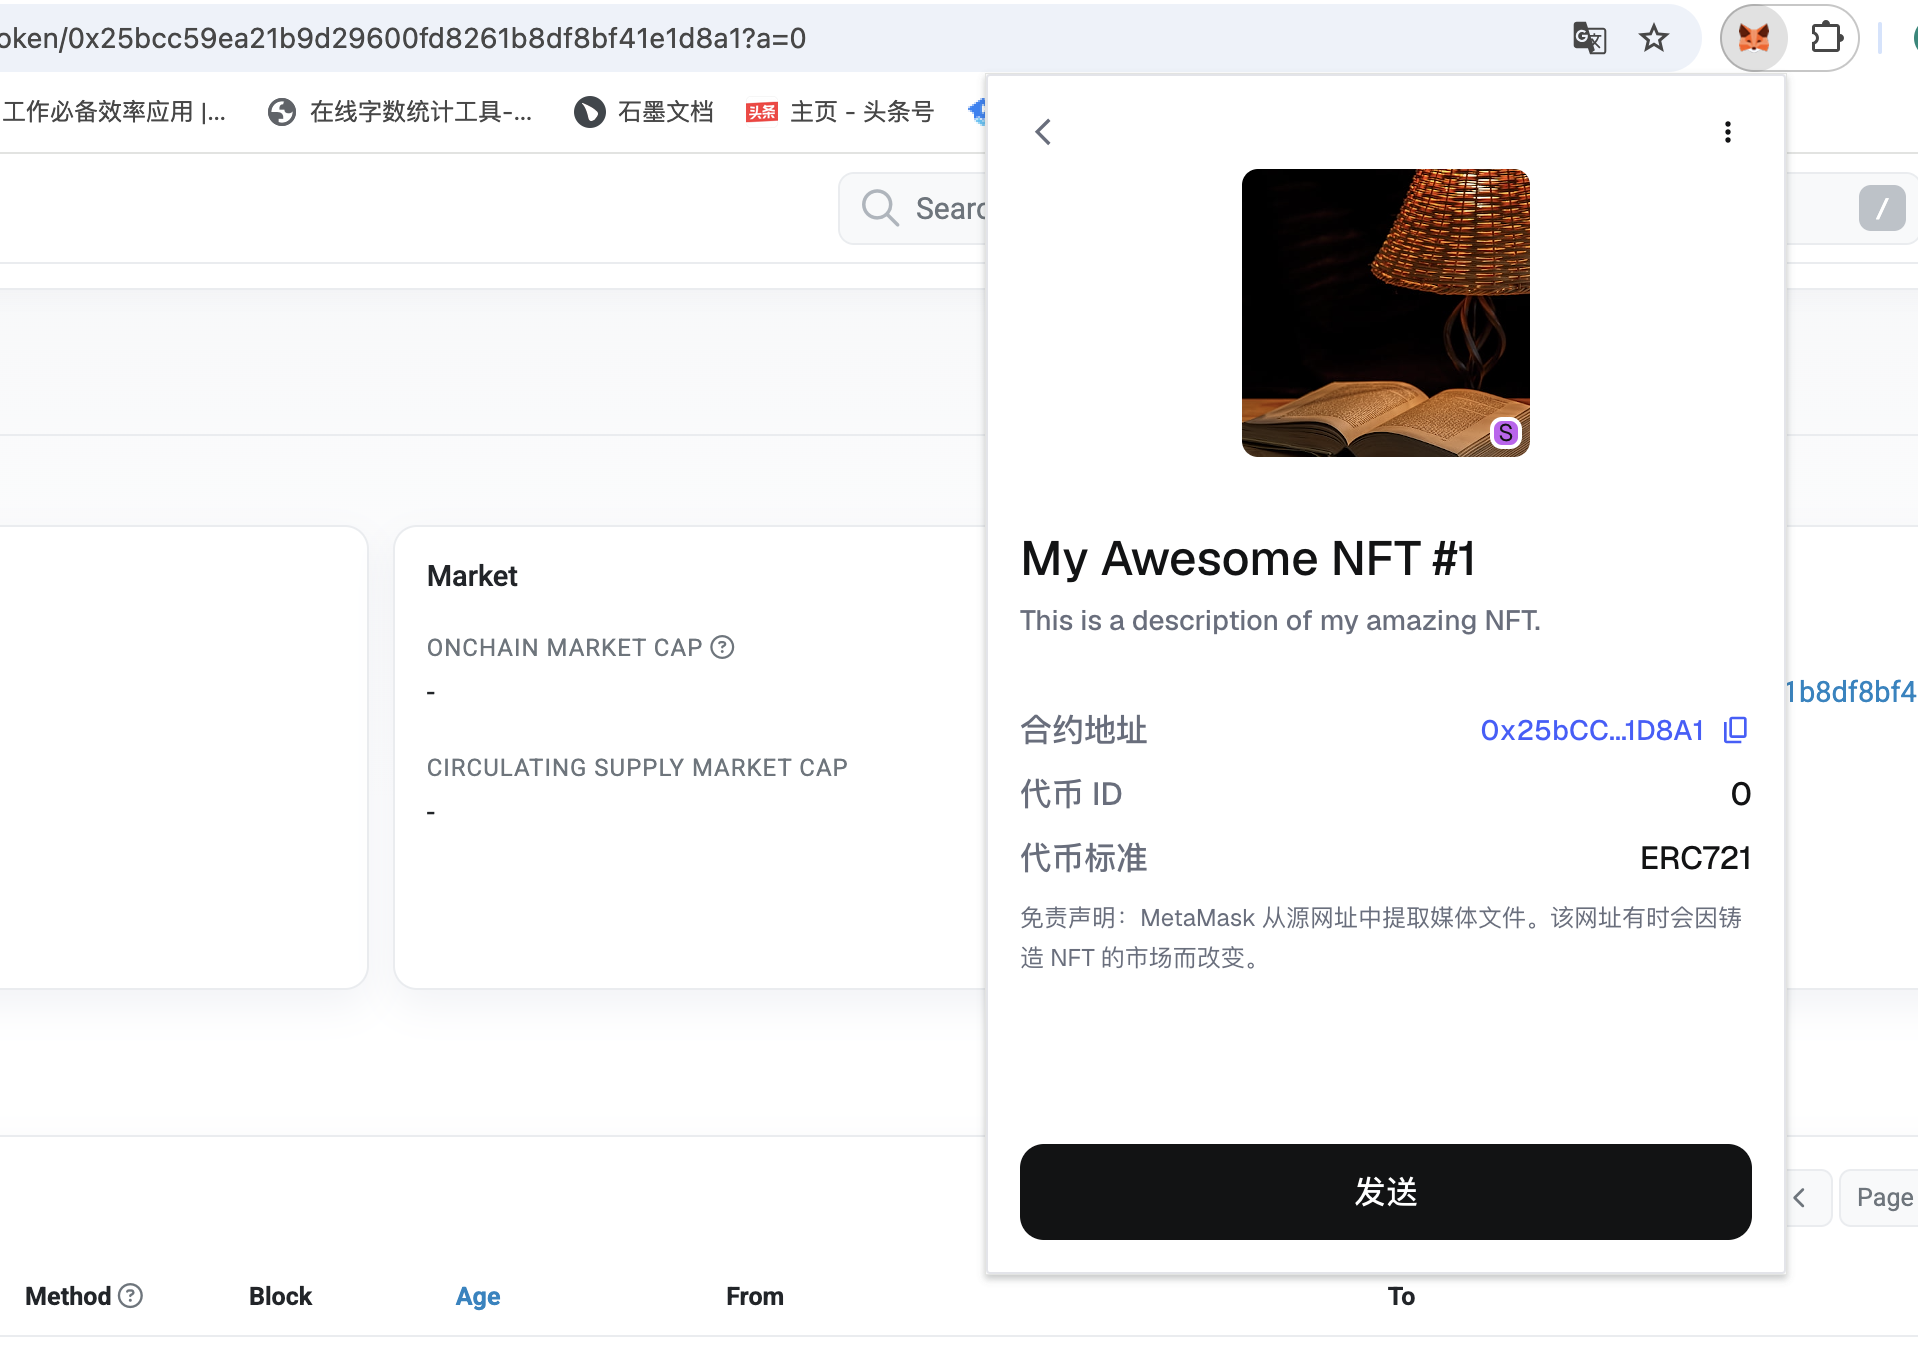 oken/0x25bcc59ea21b9d29600fd8261b8df8bf41e1d8a1?a=0
工作必备效率应用 |...
在线字数统计工具-...
石墨文档
头条
主页 - 头条号
Searc
/
S
My Awesome NFT #1
This is a description of my amazing NFT.
Market
ONCHAIN MARKET CAP
-
CIRCULATING SUPPLY MARKET CAP
-
1b8df8bf4
合约地址 0x25bCC...1D8A1
代币 ID 0
代币标准 ERC721
免责声明：MetaMask 从源网址中提取媒体文件。该网址有时会因铸
造 NFT 的市场而改变。
发送
Page
Method Block Age From To